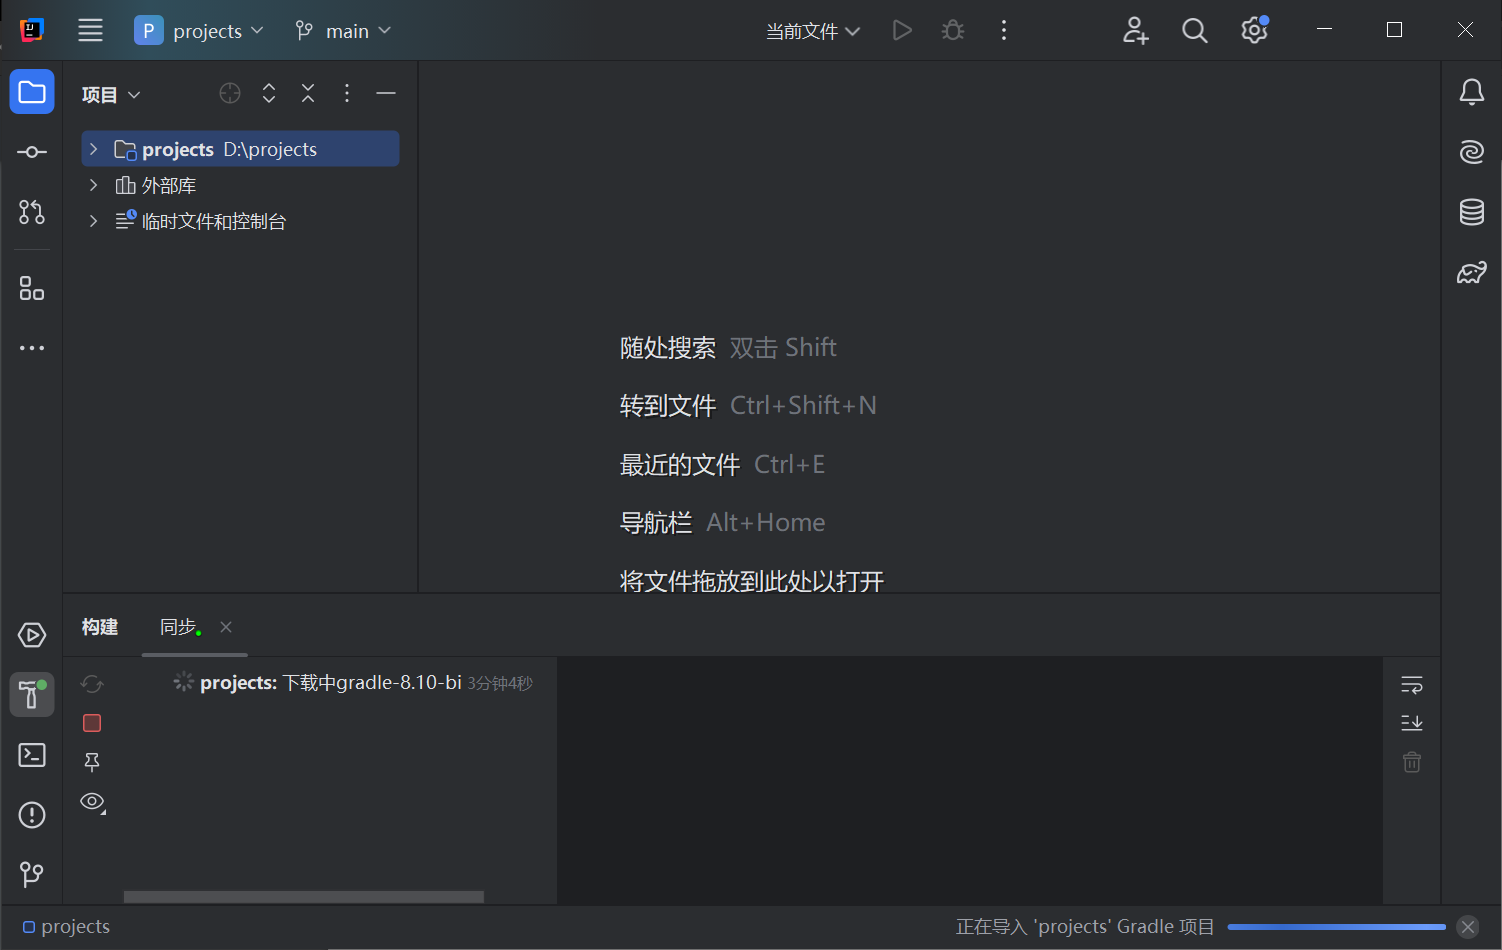 P projects main 当前文件
项目
projects D:\projects
外部库
临时文件和控制台
随处搜索 双击 Shift
转到文件 Ctrl+Shift+N
最近的文件 Ctrl+E
导航栏 Alt+Home
将文件拖放到此处以打开
构建 同步
projects: 下载中gradle-8.10-bi 3分钟4秒
projects 正在导入 'projects' Gradle 项目